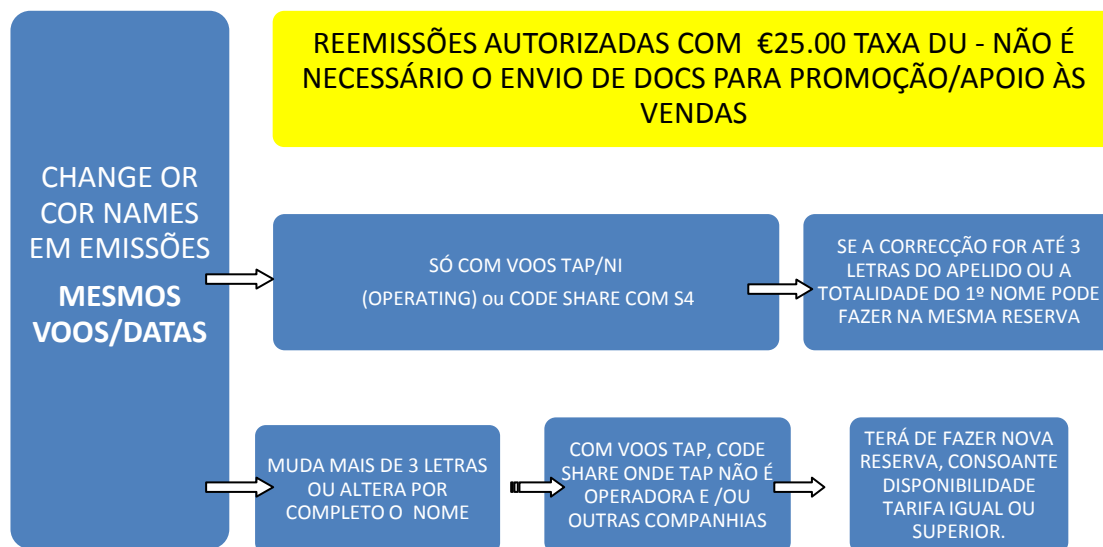 REEMISSÕES AUTORIZADAS COM €25.00 TAXA DU - NÃO É
NECESSÁRIO O ENVIO DE DOCS PARA PROMOÇÃO/APOIO ÀS
VENDAS
CHANGE OR
COR NAMES
EM EMISSÕES
MESMOS
VOOS/DATAS
SÓ COM VOOS TAP/NI
(OPERATING) ou CODE SHARE COM S4
SE A CORRECÇÃO FOR ATÉ 3
LETRAS DO APELIDO OU A
TOTALIDADE DO 1º NOME PODE
FAZER NA MESMA RESERVA
MUDA MAIS DE 3 LETRAS
OU ALTERA POR
COMPLETO O NOME
COM VOOS TAP, CODE
SHARE ONDE TAP NÃO É
OPERADORA E /OU
OUTRAS COMPANHIAS
TERÁ DE FAZER NOVA
RESERVA, CONSOANTE
DISPONIBILIDADE
TARIFA IGUAL OU
SUPERIOR.